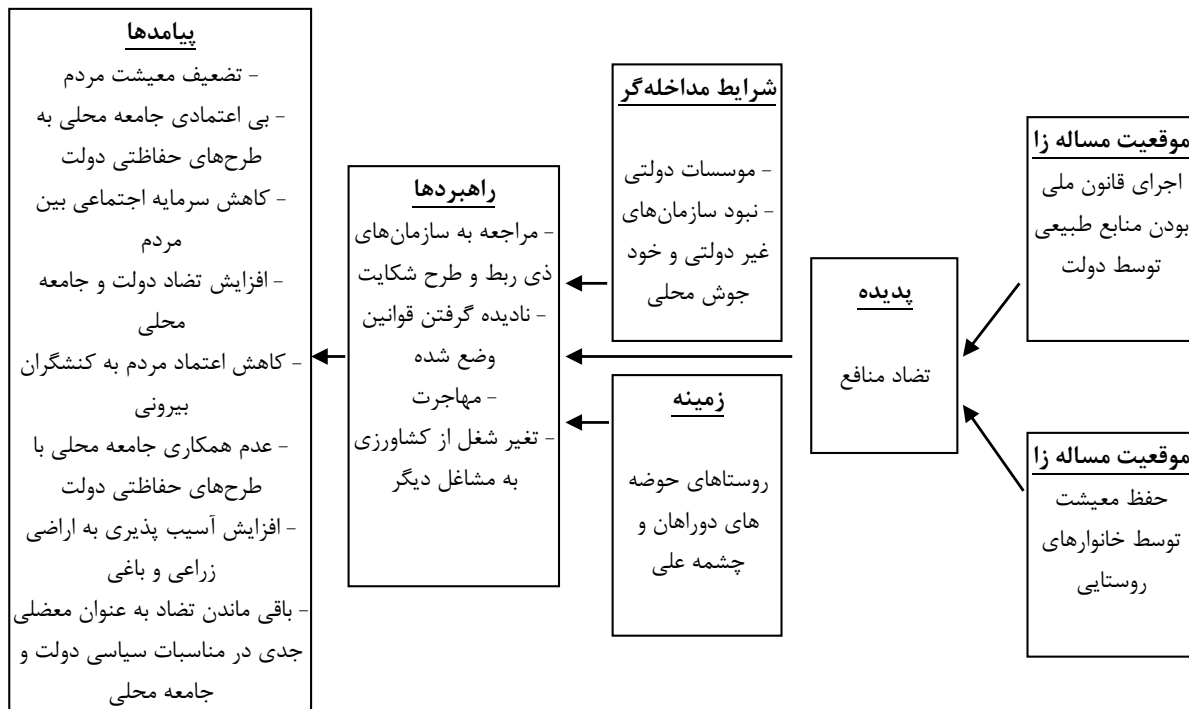 موقعیت مساله زا
اجرای قانون ملی
بودن منابع طبیعی
توسط دولت
موقعیت مساله زا
حفظ معیشت
توسط خانوارهای
روستایی
پدیده
تضاد منافع
شرایط مداخله‌گر
- موسسات دولتی
- نبود سازمان‌های
غیر دولتی و خود
جوش محلی
زمینه
روستاهای حوضه
های دوراهان و
چشمه علی
راهبردها
- مراجعه به سازمان‌های
ذی ربط و طرح شکایت
- نادیده گرفتن قوانین
وضع شده
- مهاجرت
- تغیر شغل از کشاورزی
به مشاغل دیگر
پیامدها
- تضعیف معیشت مردم
- بی اعتمادی جامعه محلی به
طرح‌های حفاظتی دولت
- کاهش سرمایه اجتماعی بین
مردم
- افزایش تضاد دولت و جامعه
محلی
- کاهش اعتماد مردم به کنشگران
بیرونی
- عدم همکاری جامعه محلی با
طرح‌های حفاظتی دولت
- افزایش آسیب پذیری به اراضی
زراعی و باغی
- باقی ماندن تضاد به عنوان معضلی
جدی در مناسبات سیاسی دولت و
جامعه محلی